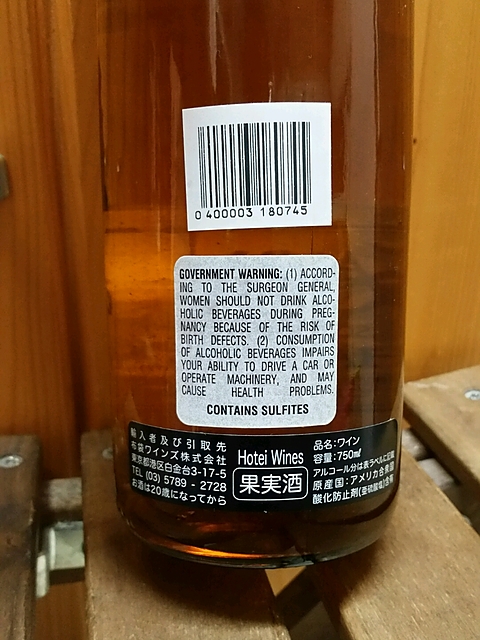 0 400003 180745
GOVERNMENT WARNING: (1) ACCORD-
ING TO THE SURGEON GENERAL,
WOMEN SHOULD NOT DRINK ALCO-
HOLIC BEVERAGES DURING PREG-
NANCY BECAUSE OF THE RISK OF
BIRTH DEFECTS. (2) CONSUMPTION
OF ALCOHOLIC BEVERAGES IMPAIRS
YOUR ABILITY TO DRIVE A CAR OR
OPERATE MACHINERY, AND MAY
CAUSE HEALTH PROBLEMS.
CONTAINS SULFITES
輸入者及び引取先
布袋ワインズ株式会社
東京都港区白金台3-17-5
TEL (03) 5789 - 2728
お酒は20歳になってから
Hotei Wines
果実酒
品名:ワイン
容量:750㎖
アルコール分は表ラベルに記載
原産国:アメリカ合衆国
酸化防止剤(亜硫酸塩)含有